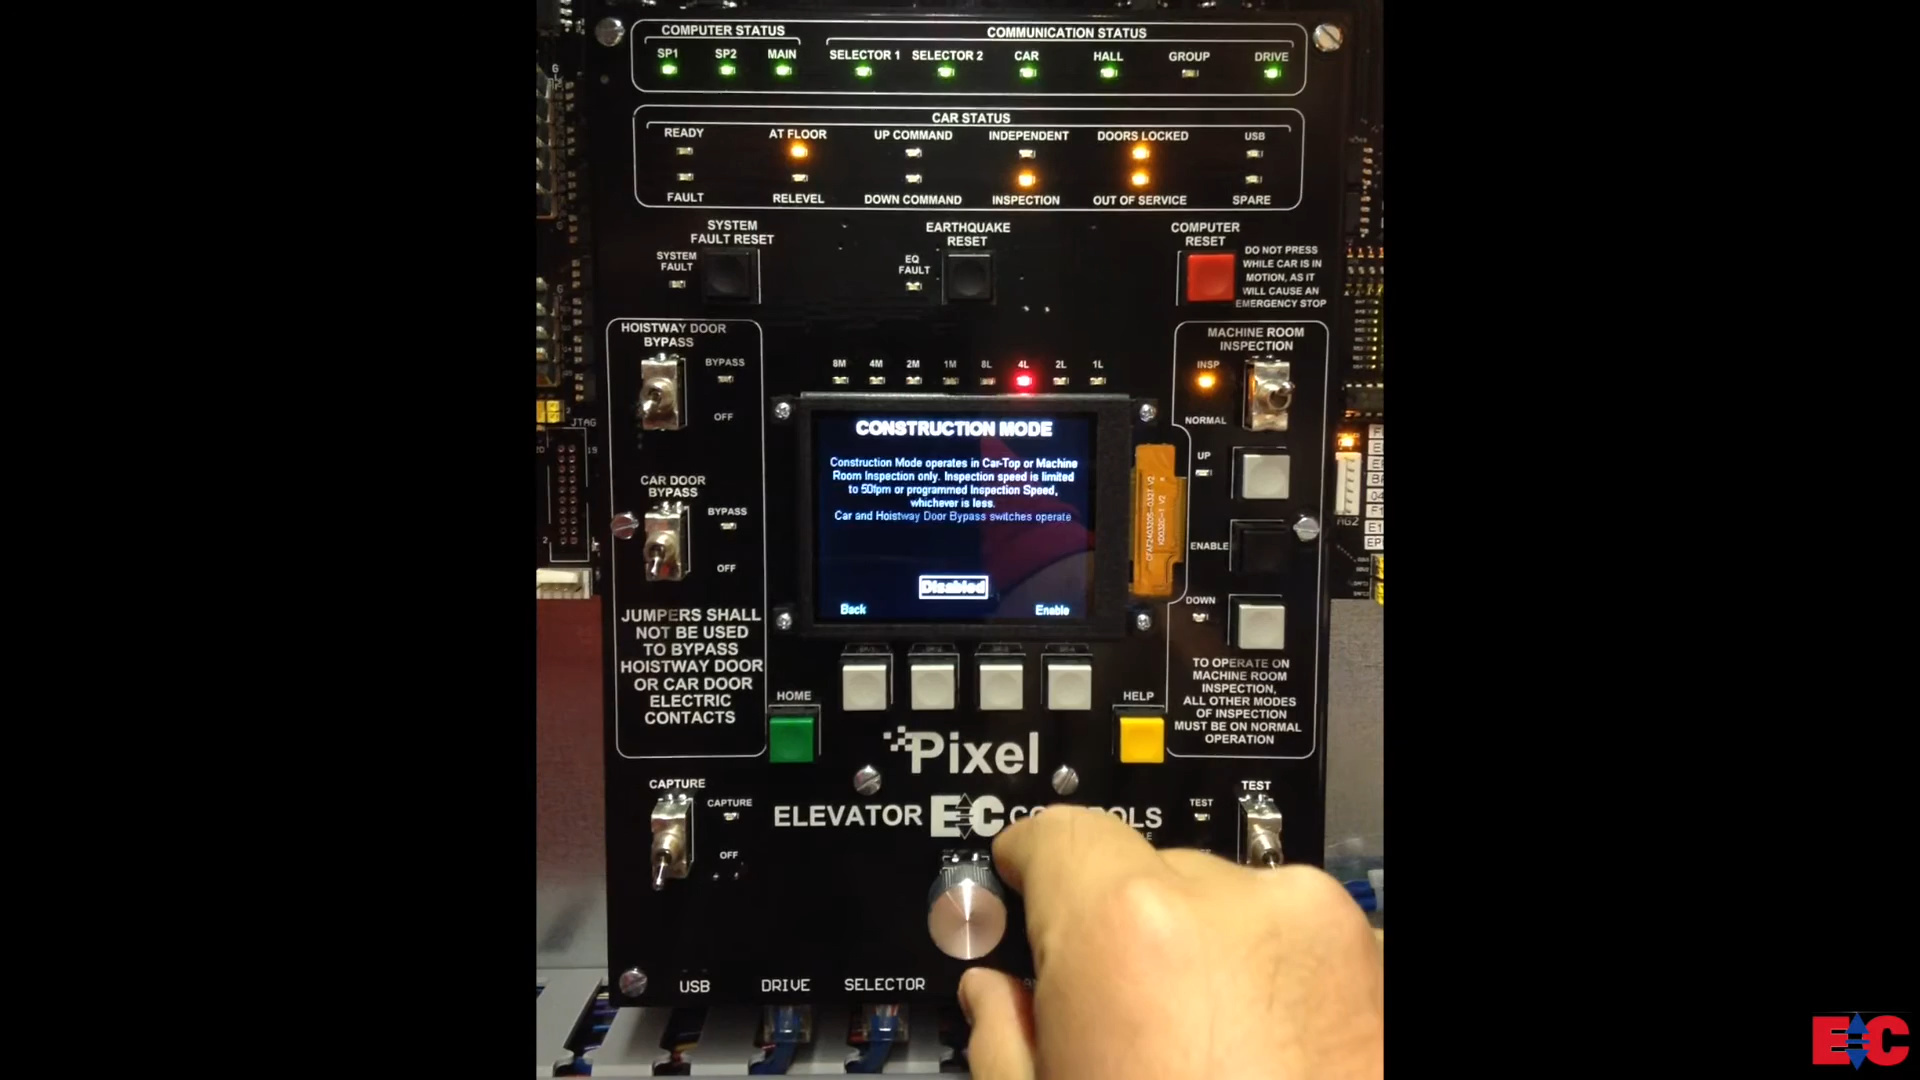 COMPUTER STATUS
SP1 SP2 MAIN
COMMUNICATION STATUS
SELECTOR 1 SELECTOR 2 CAR HALL GROUP DRIVE
CAR STATUS
READY AT FLOOR UP COMMAND INDEPENDENT DOORS LOCKED USB
FAULT RELEVEL DOWN COMMAND INSPECTION OUT OF SERVICE SPARE
SYSTEM
FAULT RESET
SYSTEM
FAULT
EARTHQUAKE
RESET
EQ
FAULT
COMPUTER
RESET
DO NOT PRESS
WHILE CAR IS IN
MOTION, AS IT
WILL CAUSE AN
EMERGENCY STOP
HOISTWAY DOOR
BYPASS
BYPASS
OFF
CAR DOOR
BYPASS
BYPASS
OFF
JUMPERS SHALL
NOT BE USED
TO BYPASS
HOISTWAY DOOR
OR CAR DOOR
ELECTRIC
CONTACTS
8M 4M 2M 1M 8L 4L 2L 1L
CONSTRUCTION MODE
Construction Mode operates in Car-Top or Machine
Room Inspection only. Inspection speed is limited
to 50fpm or programmed Inspection Speed,
whichever is less.
Car and Hoistway Door Bypass switches operate
Disabled
Back Enable
MACHINE ROOM
INSPECTION
INSP
NORMAL
UP
ENABLE
DOWN
TO OPERATE ON
MACHINE ROOM
INSPECTION,
ALL OTHER MODES
OF INSPECTION
MUST BE ON NORMAL
OPERATION
HOME
HELP
Pixel
ELEVATOR EC CONTROLS
CAPTURE
CAPTURE
OFF
TEST
TEST
USB DRIVE SELECTOR
JTAG
EC